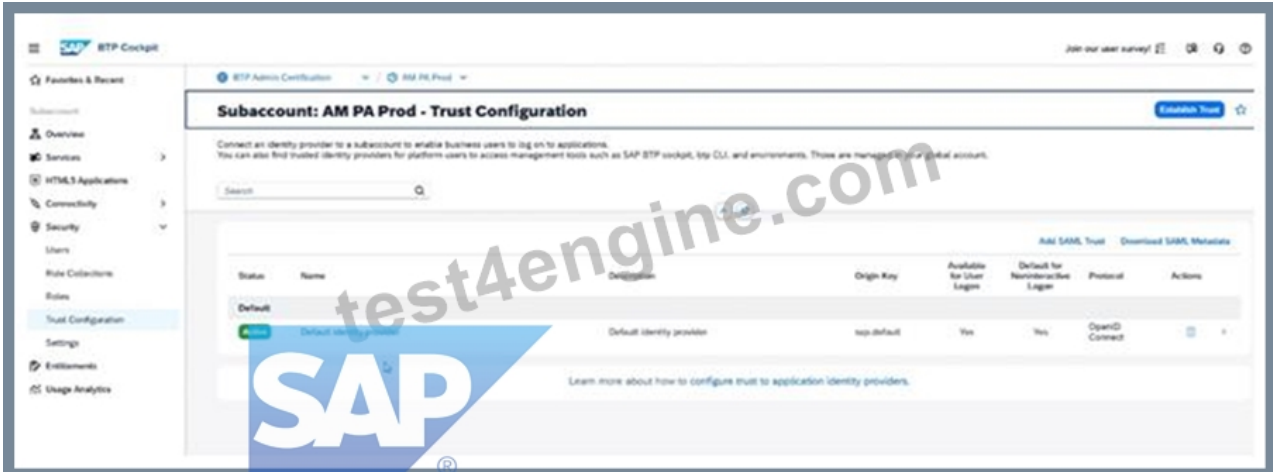 SAP BTP Cockpit
Join our user survey!
Favorites & Recent
BTP Admin Certification / AM PA Prod
Subaccount
Subaccount: AM PA Prod - Trust Configuration
Establish Trust
Overview
Connect an identity provider to a subaccount to enable business users to log on to applications.
Services
You can also find trusted identity providers for platform users to access management tools such as SAP BTP cockpit, btp CLI, and environments. Those are managed in your global account.
HTML5 Applications
Search
Connectivity
Security
Users
Add SAML Trust Download SAML Metadata
Role Collections
Status Name Description Origin Key Available for User Logon Default for Noninteractive Logon Protocol Actions
Roles
Default
Trust Configuration
Active Default identity provider Default identity provider sap.default Yes Yes OpenID Connect
Settings
Entitlements
Learn more about how to configure trust to application identity providers.
Usage Analytics
test4engine.com
SAP ®